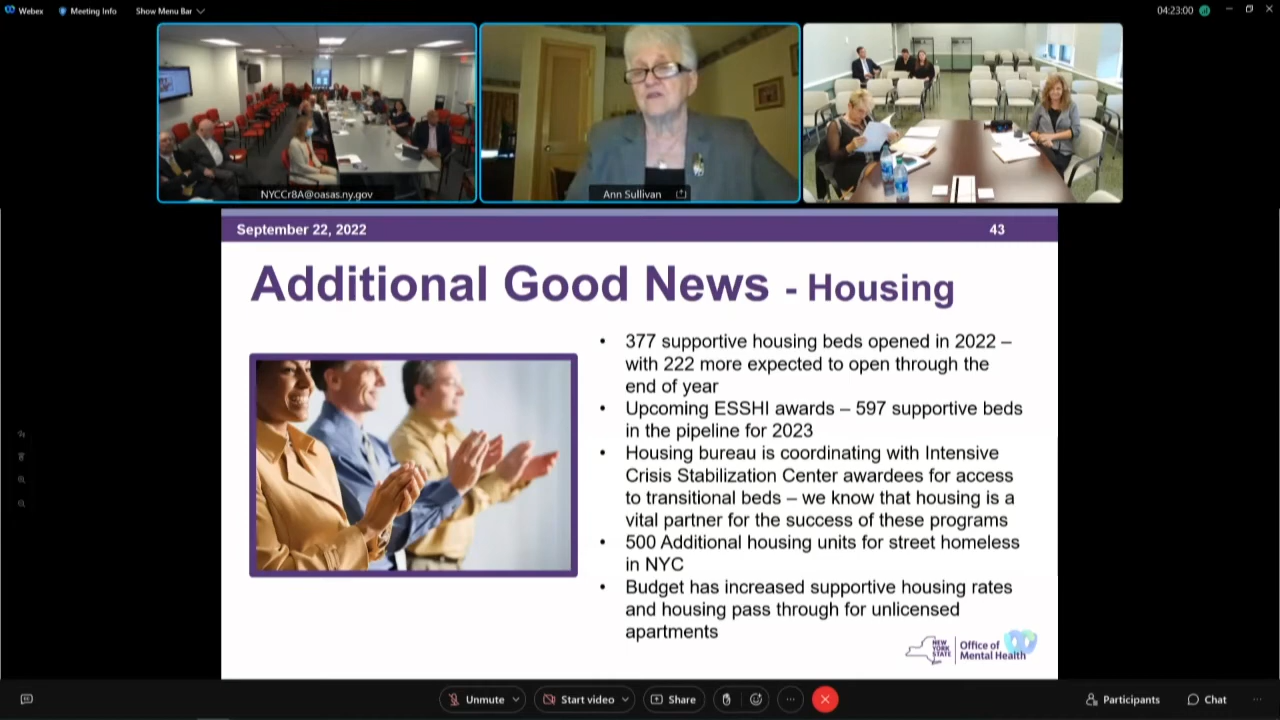 Webex
Meeting Info
Show Menu Bar
04:23:00
NYCCr8A@oasas.ny.gov
Ann Sullivan
September 22, 2022
43
Additional Good News - Housing
• 377 supportive housing beds opened in 2022 –
with 222 more expected to open through the
end of year
• Upcoming ESSHI awards – 597 supportive beds
in the pipeline for 2023
• Housing bureau is coordinating with Intensive
Crisis Stabilization Center awardees for access
to transitional beds – we know that housing is a
vital partner for the success of these programs
• 500 Additional housing units for street homeless
in NYC
• Budget has increased supportive housing rates
and housing pass through for unlicensed
apartments
NEW
YORK
STATE
Office of
Mental Health
Unmute
Start video
Share
Participants
Chat